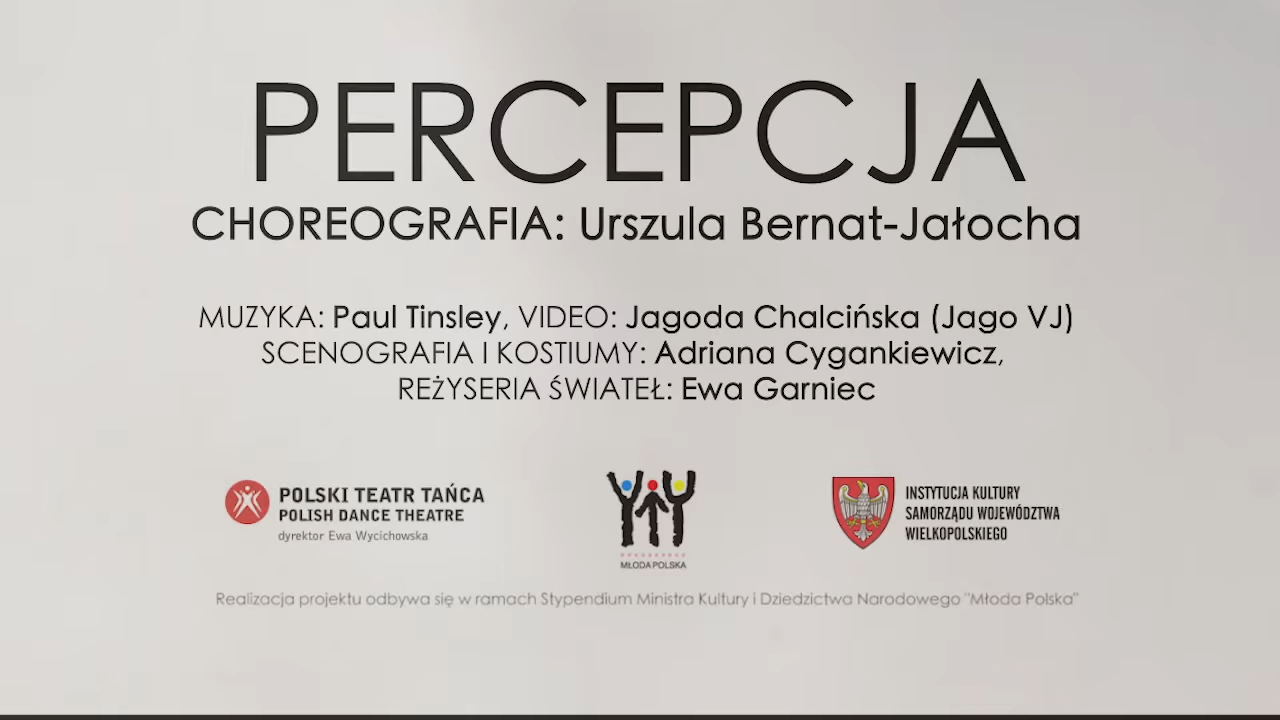 PERCEPCJA
CHOREOGRAFIA: Urszula Bernat-Jałocha
MUZYKA: Paul Tinsley, VIDEO: Jagoda Chalcińska (Jago VJ)
SCENOGRAFIA I KOSTIUMY: Adriana Cygankiewicz,
REŻYSERIA ŚWIATEŁ: Ewa Garniec
POLSKI TEATR TAŃCA
POLISH DANCE THEATRE
dyrektor Ewa Wycichowska
MŁODA POLSKA
INSTYTUCJA KULTURY
SAMORZĄDU WOJEWÓDZTWA
WIELKOPOLSKIEGO
Realizacja projektu odbywa się w ramach Stypendium Ministra Kultury i Dziedzictwa Narodowego "Młoda Polska"